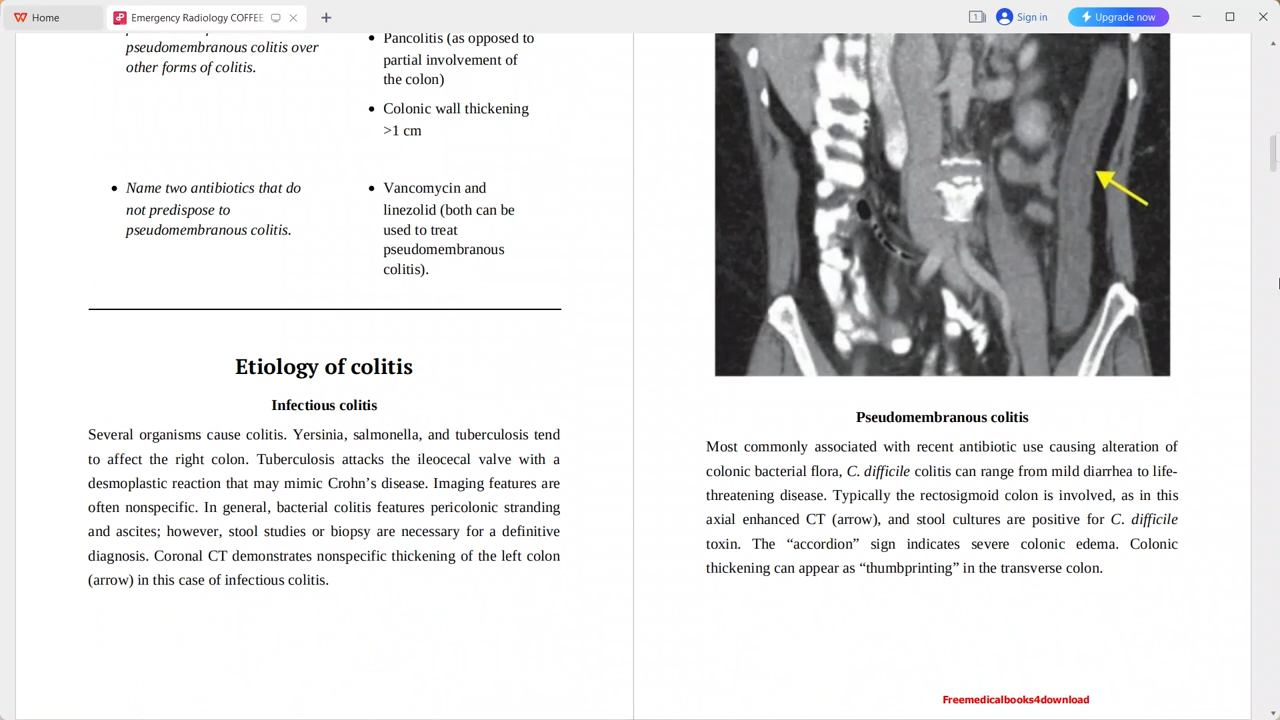 Home
Emergency Radiology COFFEE
1
Sign in
Upgrade now
pseudomembranous colitis over
other forms of colitis.
• Pancolitis (as opposed to
partial involvement of
the colon)
• Colonic wall thickening
>1 cm
• Name two antibiotics that do
not predispose to
pseudomembranous colitis.
• Vancomycin and
linezolid (both can be
used to treat
pseudomembranous
colitis).
Etiology of colitis
Infectious colitis
Several organisms cause colitis. Yersinia, salmonella, and tuberculosis tend
to affect the right colon. Tuberculosis attacks the ileocecal valve with a
desmoplastic reaction that may mimic Crohn’s disease. Imaging features are
often nonspecific. In general, bacterial colitis features pericolonic stranding
and ascites; however, stool studies or biopsy are necessary for a definitive
diagnosis. Coronal CT demonstrates nonspecific thickening of the left colon
(arrow) in this case of infectious colitis.
Pseudomembranous colitis
Most commonly associated with recent antibiotic use causing alteration of
colonic bacterial flora, C. difficile colitis can range from mild diarrhea to life-
threatening disease. Typically the rectosigmoid colon is involved, as in this
axial enhanced CT (arrow), and stool cultures are positive for C. difficile
toxin. The “accordion” sign indicates severe colonic edema. Colonic
thickening can appear as “thumbprinting” in the transverse colon.
Freemedicalbooks4download